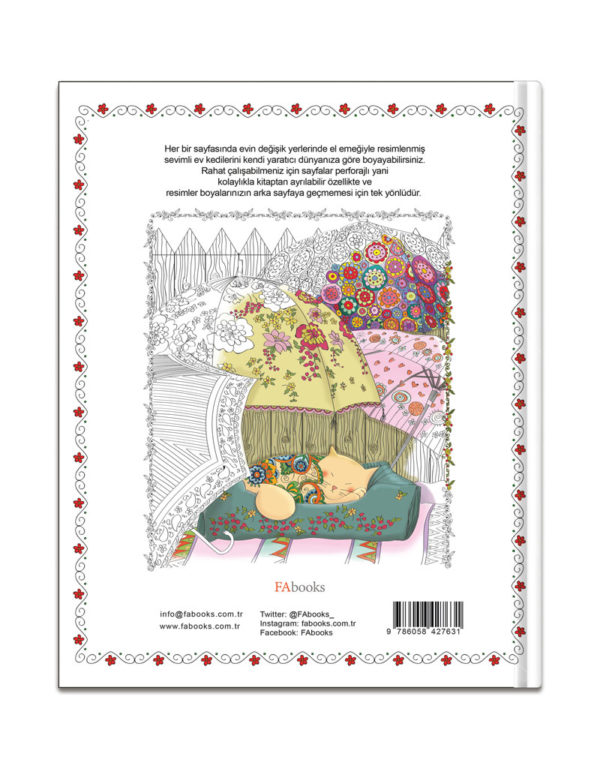 Her bir sayfasında evin değişik yerlerinde el emeğiyle resimlenmiş
sevimli ev kedilerini kendi yaratıcı dünyanıza göre boyayabilirsiniz.
Rahat çalışabilmeniz için sayfalar perforajlı yani
kolaylıkla kitaptan ayrılabilir özellikte ve
resimler boyalarınızın arka sayfaya geçmemesi için tek yönlüdür.
FAbooks
info@fabooks.com.tr
www.fabooks.com.tr
Twitter: @FAbooks_
Instagram: fabooks.com.tr
Facebook: FAbooks
9 786058 427631